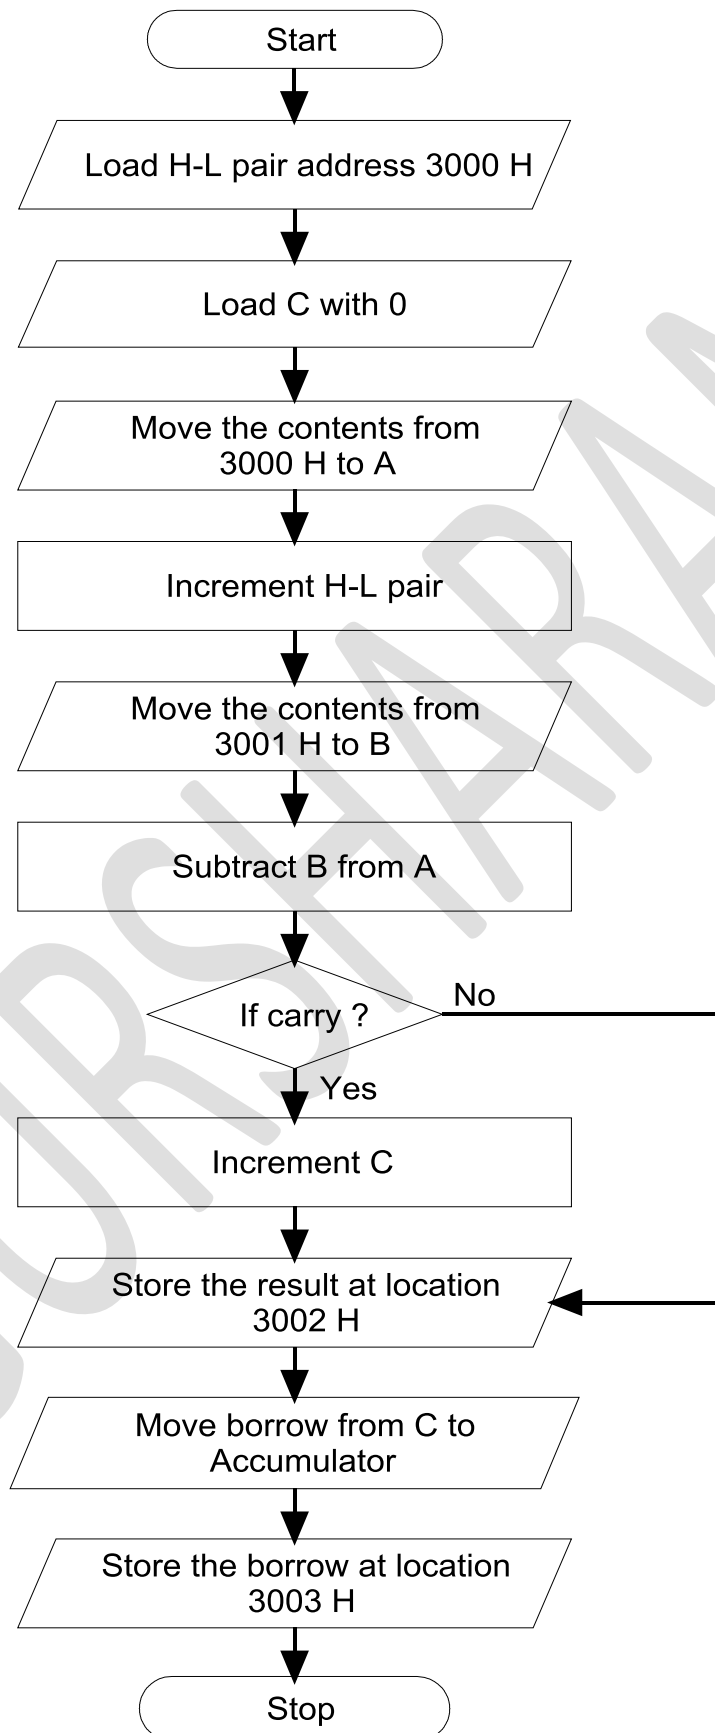 Start
Load H-L pair address 3000 H
Load C with 0
Move the contents from
3000 H to A
Increment H-L pair
Move the contents from
3001 H to B
Subtract B from A
If carry ?
No
Yes
Increment C
Store the result at location
3002 H
Move borrow from C to
Accumulator
Store the borrow at location
3003 H
Stop